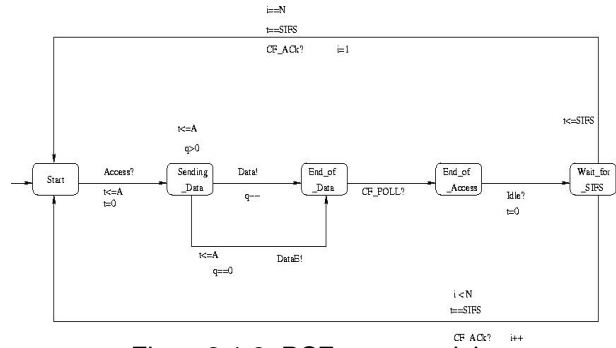 i==N
t==SIFS
CF_ACk? i=1
t<=SIFS
t<=A
q>0
Start
Access?
t<=A
t=0
Sending
_Data
Data!
q--
End_of
_Data
CF_POLL?
End_of
_Access
Idle?
t=0
Wait_for
_SIFS
t<=A
q==0
DataE!
i < N
t==SIFS
CF_ACk? i++